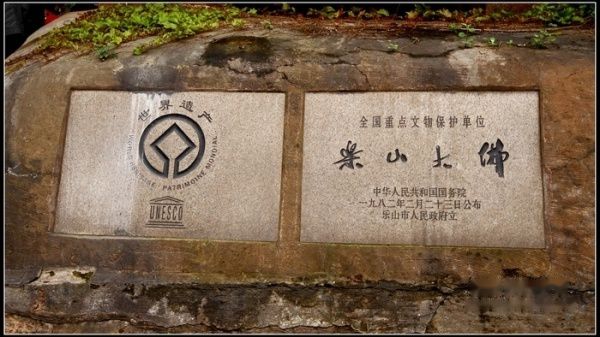 世界遗产
WORLD HERITAGE PATRIMOINE MONDIAL
UNESCO
全国重点文物保护单位
乐山大佛
中华人民共和国国务院
一九八二年二月二十三日公布
乐山市人民政府立